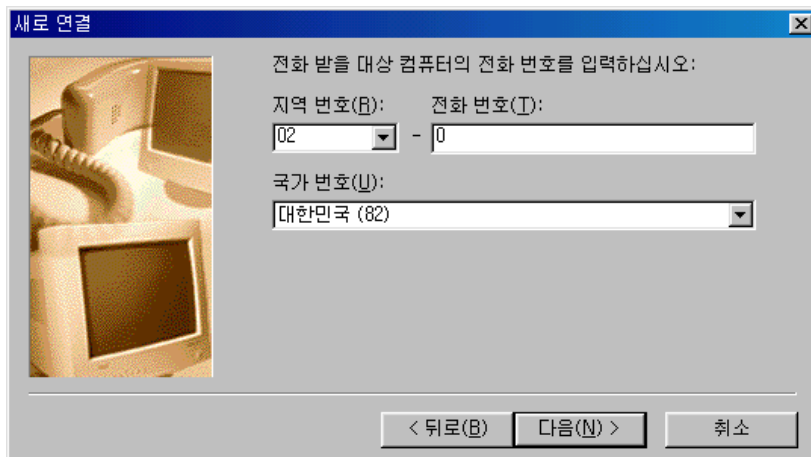 새로 연결
전화 받을 대상 컴퓨터의 전화 번호를 입력하십시오:
지역 번호(R): 전화 번호(T):
02 - 0
국가 번호(U):
대한민국 (82)
< 뒤로(B) 다음(N) > 취소